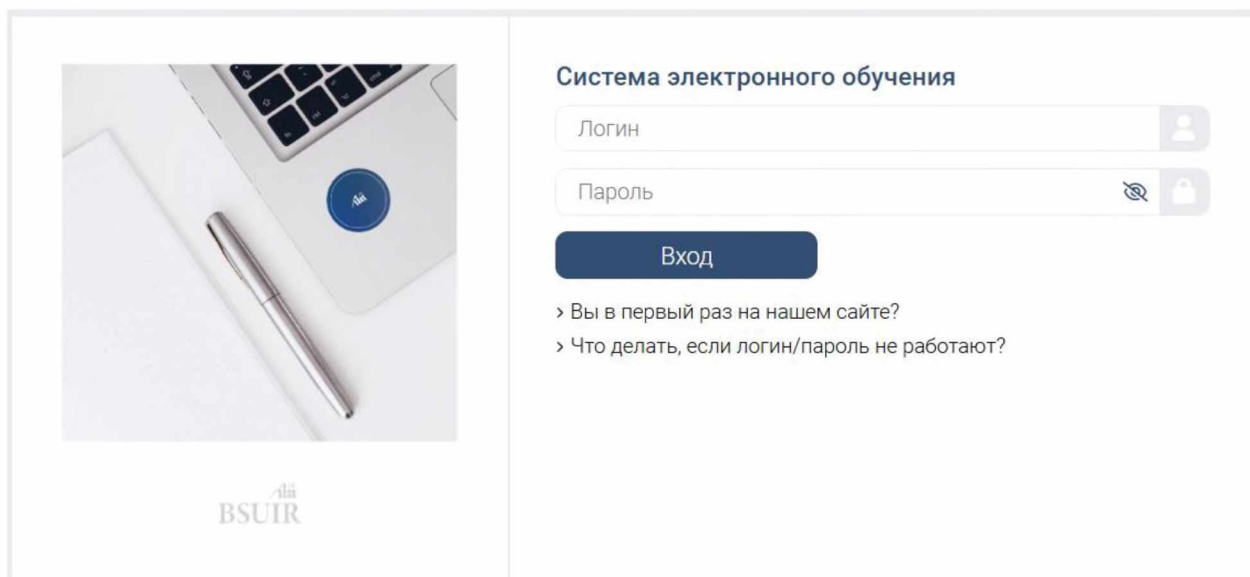 Система электронного обучения
Логин
Пароль
Вход
› Вы в первый раз на нашем сайте?
› Что делать, если логин/пароль не работают?
BSUIR